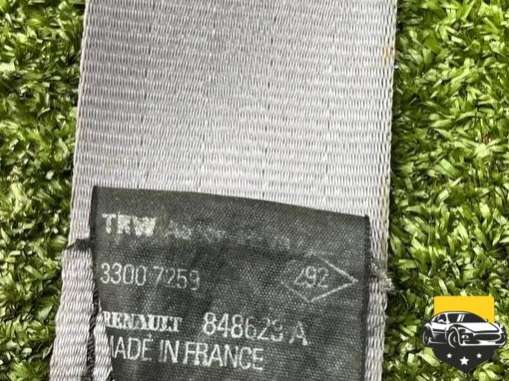 TRW
3300 7259
292
RENAULT 848623 A
MADE IN FRANCE